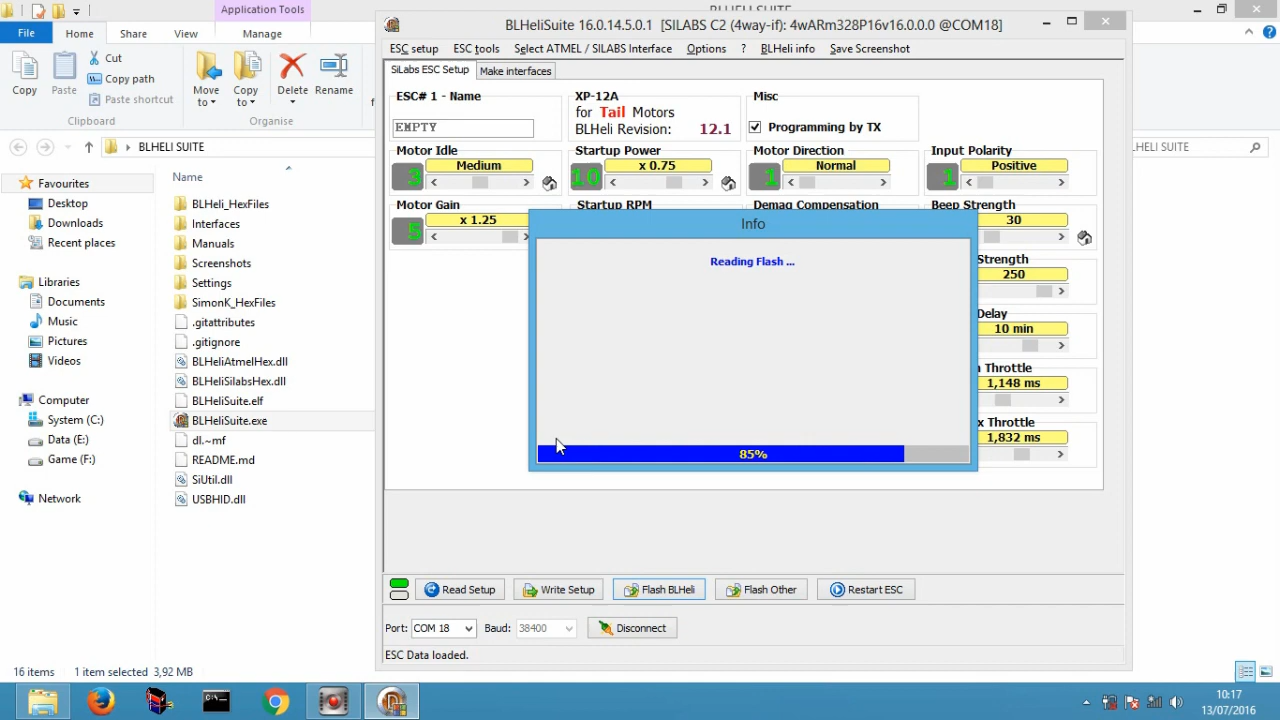 Application Tools
BLHELI SUITE
File
Home
Share
View
Manage
Copy
Paste
Cut
Copy path
Paste shortcut
Clipboard
Move
to
Copy
to
Delete
Rename
Organise
BLHELI SUITE
BLHELI SUITE
Favourites
Desktop
Downloads
Recent places
Libraries
Documents
Music
Pictures
Videos
Computer
System (C:)
Data (E:)
Game (F:)
Network
Name
BLHeli_HexFiles
Interfaces
Manuals
Screenshots
Settings
SimonK_HexFiles
.gitattributes
.gitignore
BLHeliAtmelHex.dll
BLHeliSilabsHex.dll
BLHeliSuite.elf
BLHeliSuite.exe
dl.~mf
README.md
SiUtil.dll
USBHID.dll
16 items 1 item selected 3,92 MB
BLHeliSuite 16.0.14.5.0.1 [SILABS C2 (4way-if): 4wARm328P16v16.0.0.0 @COM18]
ESC setup ESC tools Select ATMEL / SILABS Interface Options ? BLHeli info Save Screenshot
SiLabs ESC Setup Make interfaces
ESC# 1 - Name
EMPTY
XP-12A
for Tail Motors
BLHeli Revision: 12.1
Misc
Programming by TX
Motor Idle
3
Medium
Startup Power
10
x 0.75
Motor Direction
1
Normal
Input Polarity
1
Positive
Motor Gain
5
x 1.25
Startup RPM
Demag Compensation
Beep Strength
30
Strength
250
Delay
10 min
Throttle
1,148 ms
x Throttle
1,832 ms
Info
Reading Flash ...
85%
Read Setup Write Setup Flash BLHeli Flash Other Restart ESC
Port: COM 18 Baud: 38400 Disconnect
ESC Data loaded.
10:17
13/07/2016